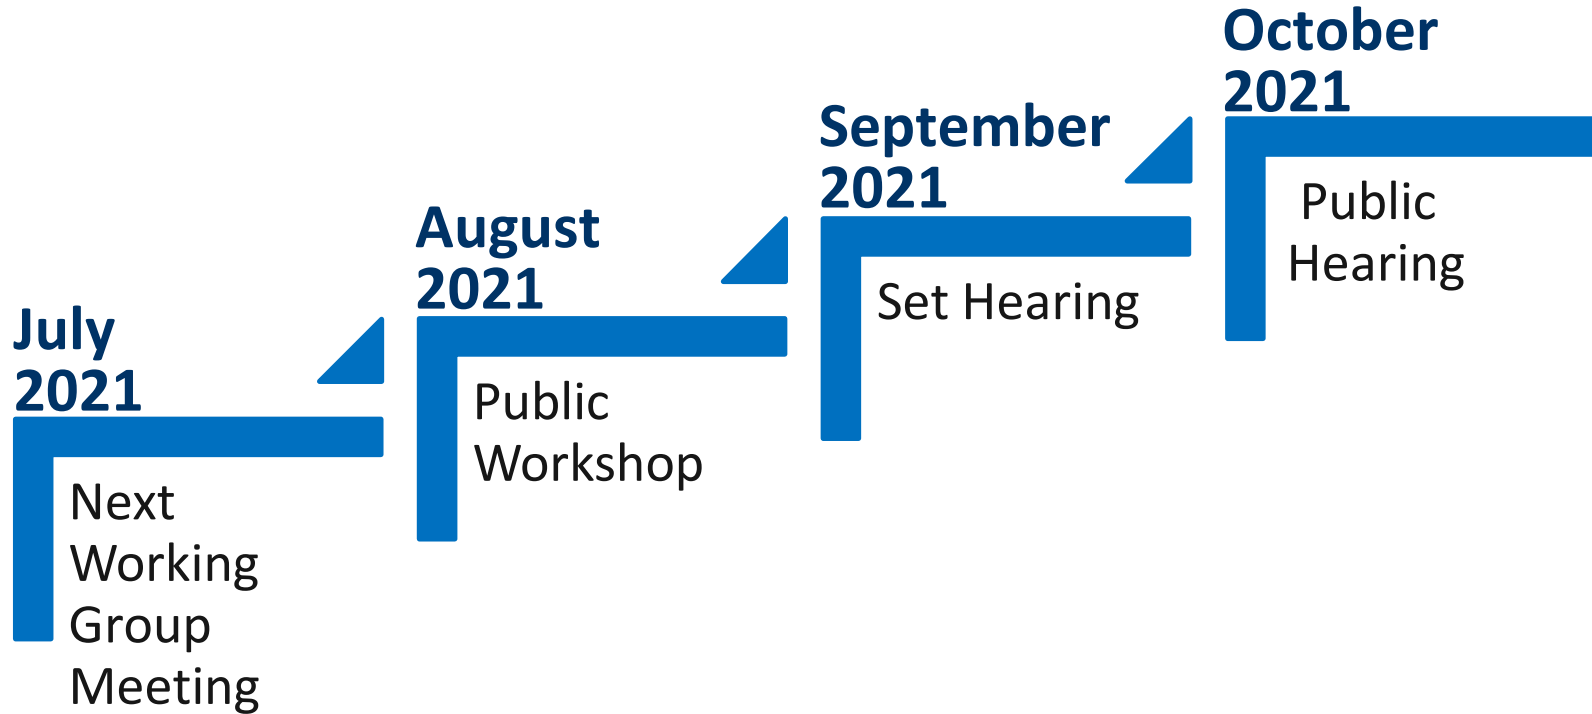 July
2021
Next
Working
Group
Meeting
August
2021
Public
Workshop
September
2021
Set Hearing
October
2021
Public
Hearing